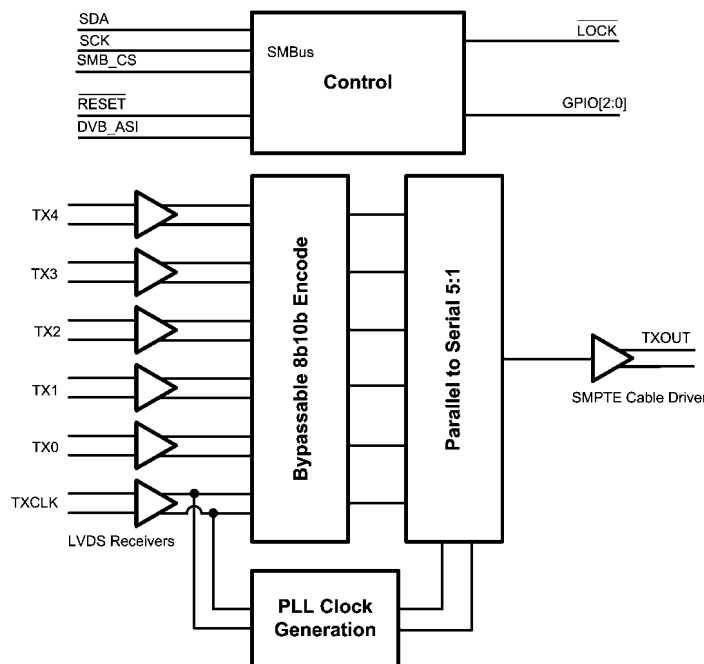 SDA
SCK
SMB_CS
RESET
DVB_ASI
SMBus
Control
LOCK
GPIO[2:0]
TX4
TX3
TX2
TX1
TX0
TXCLK
LVDS Receivers
Bypassable 8b10b Encode
Parallel to Serial 5:1
TXOUT
SMPTE Cable Driver
PLL Clock
Generation